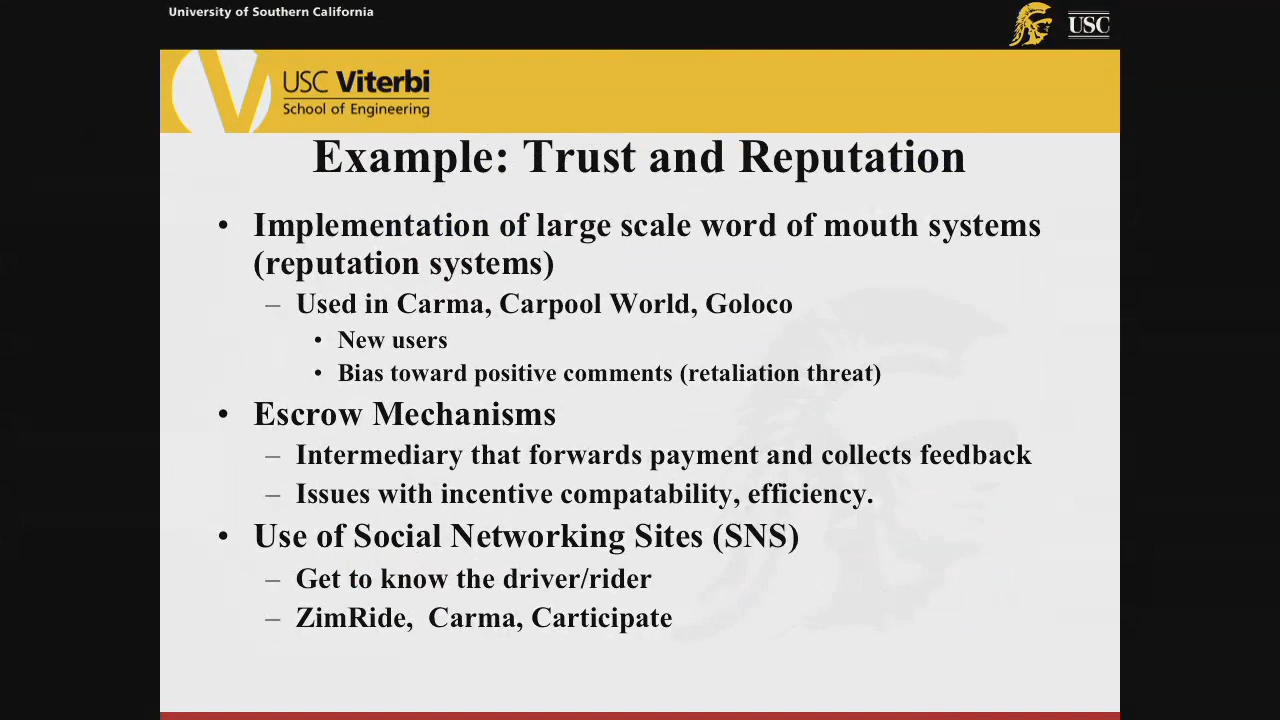 University of Southern California
USC
USC Viterbi
School of Engineering
Example: Trust and Reputation
• Implementation of large scale word of mouth systems
(reputation systems)
– Used in Carma, Carpool World, Goloco
• New users
• Bias toward positive comments (retaliation threat)
• Escrow Mechanisms
– Intermediary that forwards payment and collects feedback
– Issues with incentive compatability, efficiency.
• Use of Social Networking Sites (SNS)
– Get to know the driver/rider
– ZimRide,  Carma, Carticipate